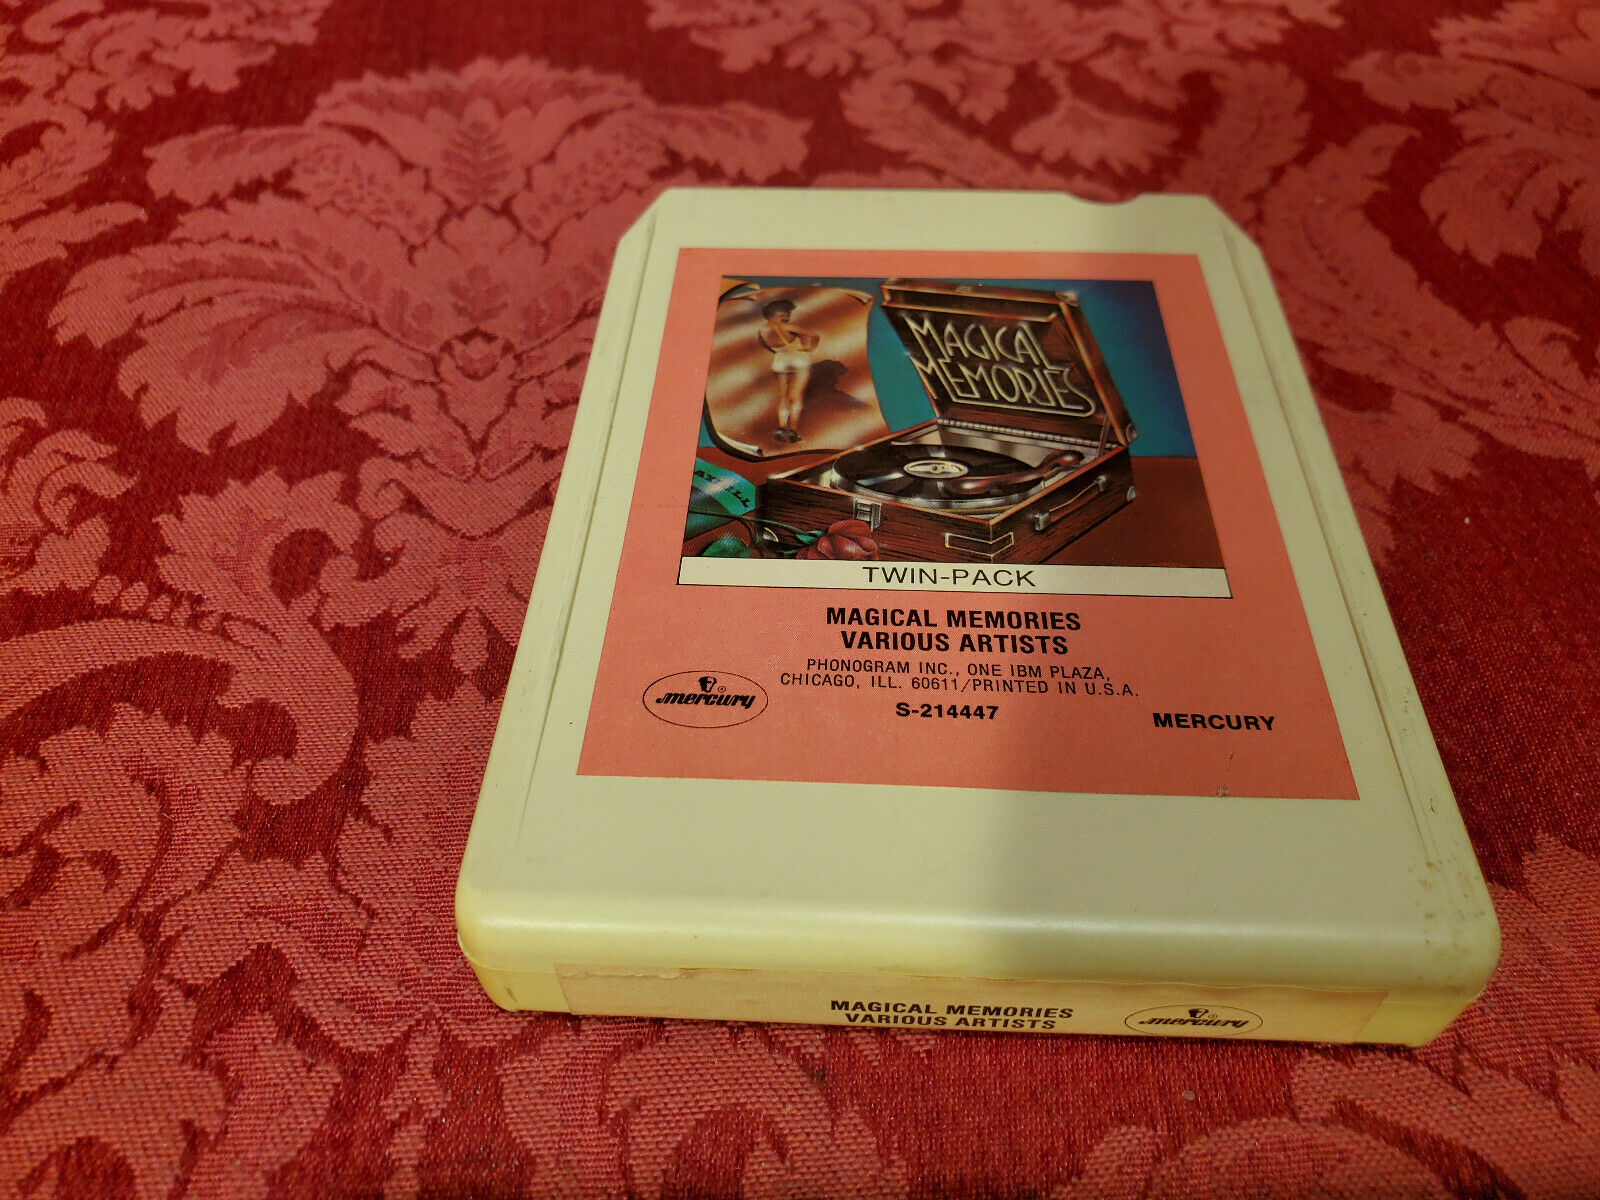 MAGICAL
MEMORIES
TWIN-PACK
MAGICAL MEMORIES
VARIOUS ARTISTS
PHONOGRAM INC., ONE IBM PLAZA,
CHICAGO, ILL. 60611/PRINTED IN U.S.A.
mercury ®
S-214447
MERCURY
MAGICAL MEMORIES
VARIOUS ARTISTS
mercury ®